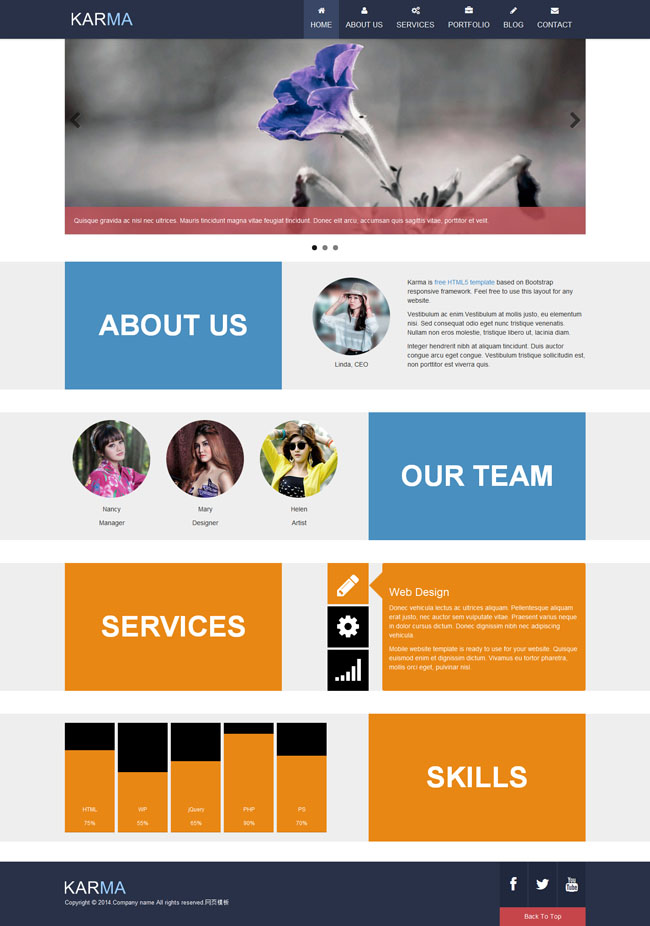 KARMA
HOME
ABOUT US
SERVICES
PORTFOLIO
BLOG
CONTACT
Quisque gravida ac nisi nec ultrices. Mauris tincidunt magna vitae feugiat tincidunt. Donec elit arcu, accumsan quis sagittis vitae, porttitor et velit.
ABOUT US
Linda, CEO
Karma is free HTML5 template based on Bootstrap
responsive framework. Feel free to use this layout for any
website.
Vestibulum ac enim Vestibulum at mollis justo, eu elementum
nisi. Sed consequat odio eget nunc tristique venenatis.
Nullam non eros molestie, tristique libero ut, lacinia diam.
Integer hendrerit nibh at aliquam tincidunt. Duis auctor
congue arcu eget congue. Vestibulum tristique sollicitudin est,
non porttitor est viverra quis.
Nancy
Manager
Mary
Designer
Helen
Artist
OUR TEAM
SERVICES
Web Design
Donec vehicula lectus ac ultrices aliquam. Pellentesque aliquam
erat justo, nec auctor sem vulputate vitae. Praesent varius neque
in dolor cursus dictum. Donec dignissim nibh nec adipiscing
vehicula.
Mobile website template is ready to use for your website. Quisque
euismod enim et dignissim dictum. Vivamus eu tortor pharetra,
mollis orci eget, pulvinar nisl.
HTML
75%
WP
55%
jQuery
65%
PHP
90%
PS
70%
SKILLS
KARMA
Copyright © 2014.Company name All rights reserved.网页模板
You
Tube
Back To Top